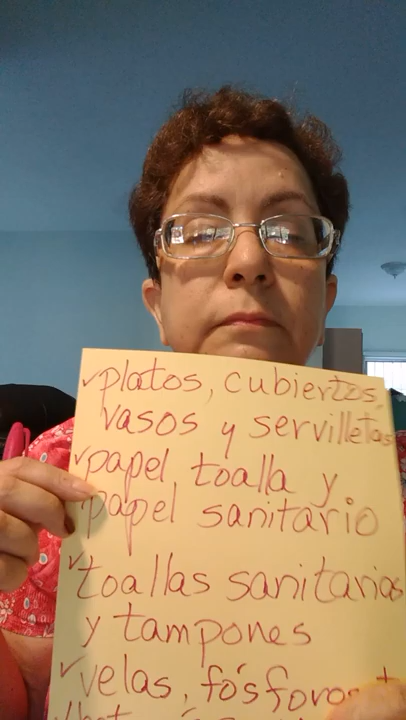 ✓platos, cubiertos,
vasos y servilletas
✓papel toalla y
papel sanitario
✓toallas sanitarias
y tampones
✓velas, fósforos